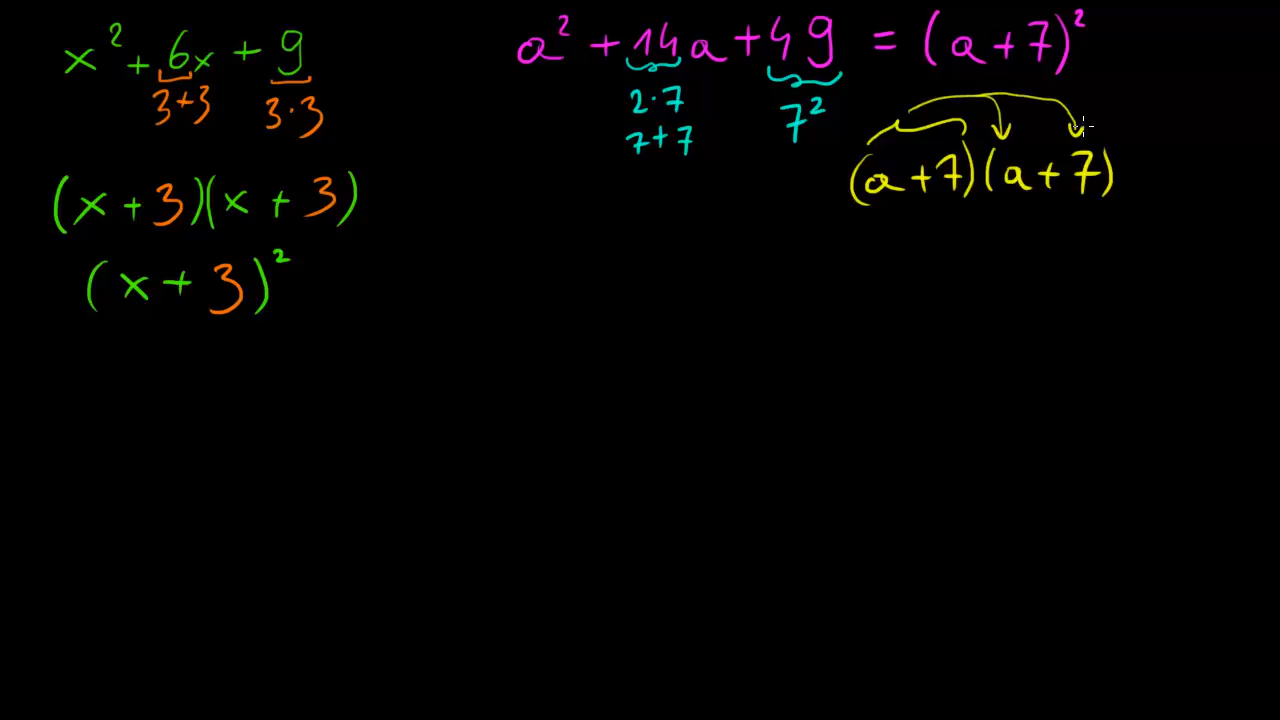 x² + 6x + 9
3+3 3·3
(x + 3)(x + 3)
(x + 3)²
a² + 14a + 49 = (a + 7)²
2·7 7²
7+7
(a + 7)(a + 7)